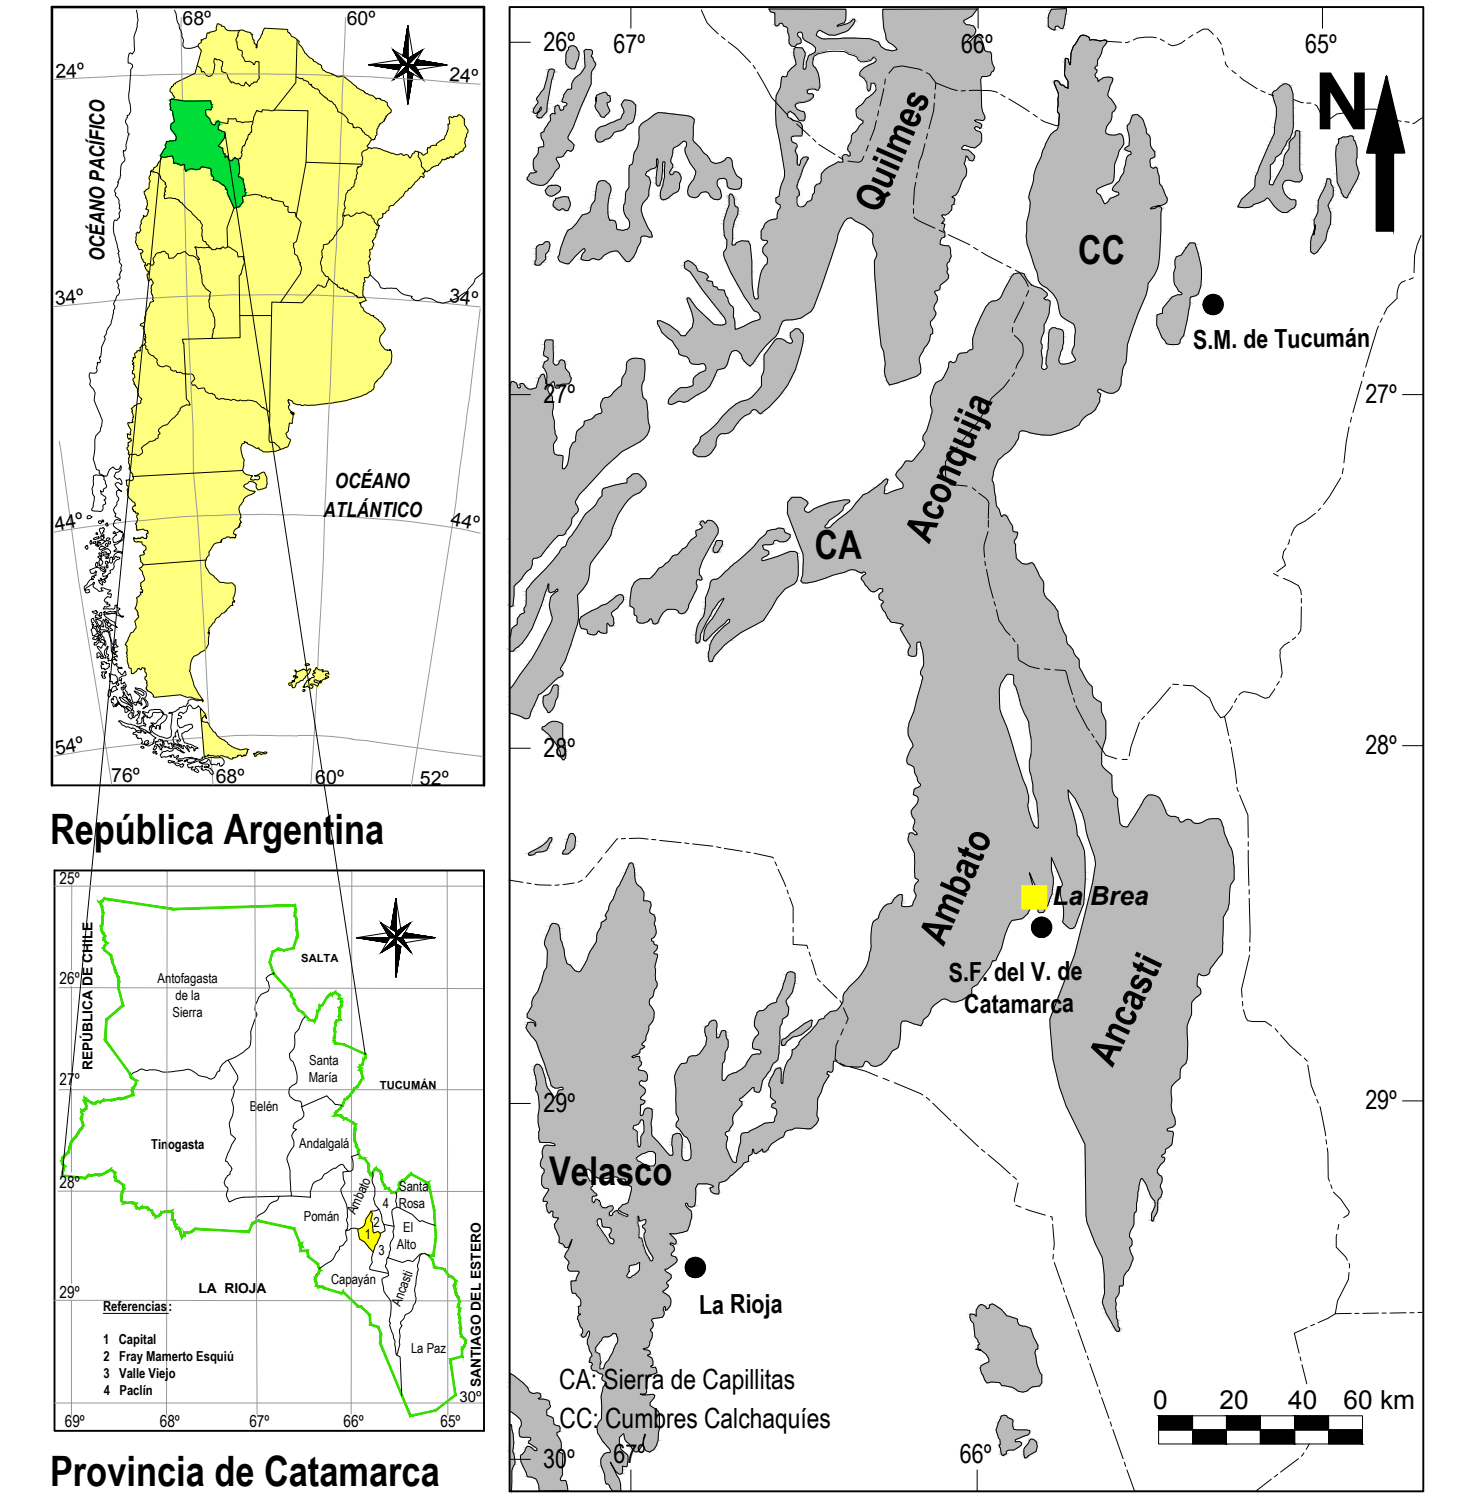 68º
60º
24º
24º
OCÉANO PACÍFICO
34º
34º
OCÉANO
ATLÁNTICO
44º
44º
54º
76º
68º
60º
52º
República Argentina
25º
REPÚBLICA DE CHILE
SALTA
Antofagasta
de la
Sierra
26º
Santa
María
27º
TUCUMÁN
Belén
Tinogasta
Andalgalá
28º
Ambato
Santa
Rosa
4
Pomán
2
1
El
Alto
3
Capayán
Ancasti
LA RIOJA
29º
SANTIAGO DEL ESTERO
Referencias:
1 Capital
2 Fray Mamerto Esquiú
3 Valle Viejo
4 Paclín
La Paz
30º
69º
68º
67º
66º
65º
Provincia de Catamarca
26º
67º
66º
65º
N
Quilmes
CC
S.M. de Tucumán
27º
27º
Aconquija
CA
28º
28º
Ambato
La Brea
S.F. del V. de
Catamarca
Ancasti
29º
29º
Velasco
La Rioja
CA: Sierra de Capillitas
CC: Cumbres Calchaquíes
0 20 40 60 km
30º
67º
66º